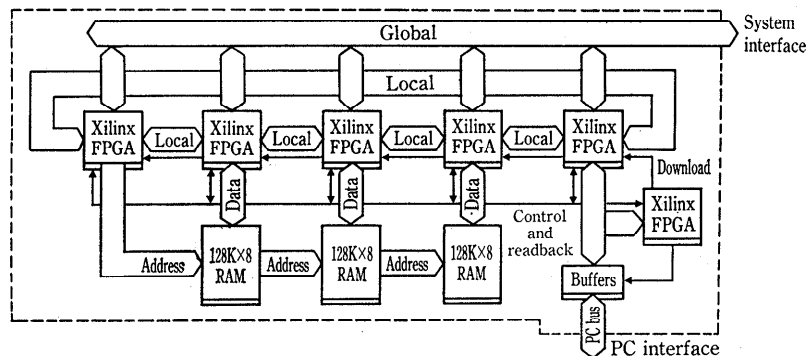 Global
System
interface
Local
Xilinx
FPGA
Local
Xilinx
FPGA
Local
Xilinx
FPGA
Local
Xilinx
FPGA
Local
Xilinx
FPGA
Download
Data
Data
Data
Xilinx
FPGA
Control
and
readback
Address
128K×8
RAM
Address
128K×8
RAM
Address
128K×8
RAM
Buffers
PC bus
PC interface